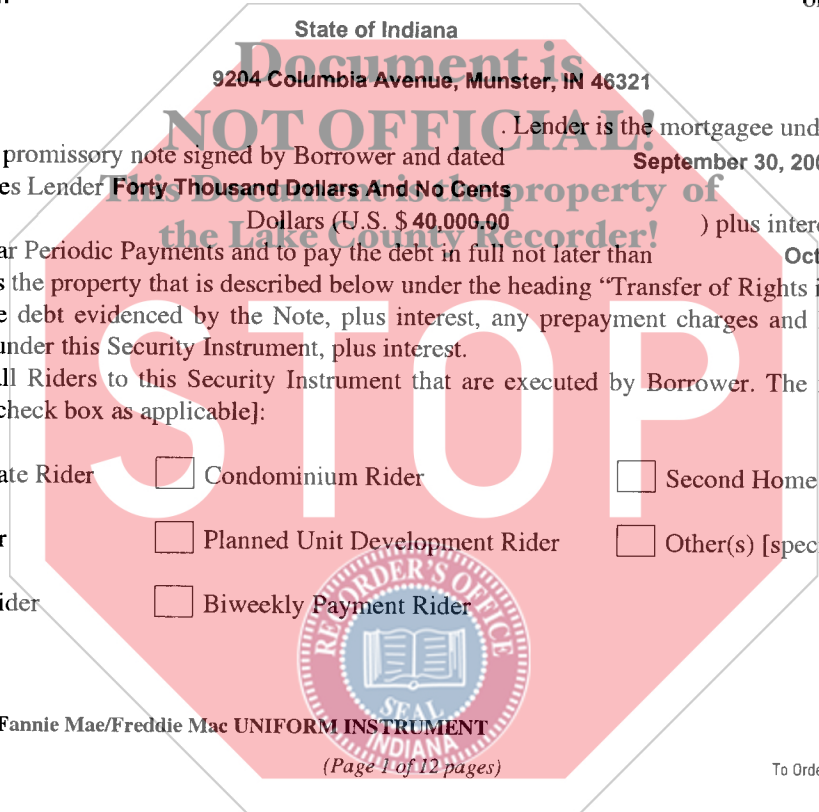 State of Indiana
Document is
9204 Columbia Avenue, Munster, IN 46321
NOT OFFICIAL!
. Lender is the mortgagee und
promissory note signed by Borrower and dated September 30, 200
es Lender Forty Thousand Dollars And No Cents
This Document is the property of
Dollars (U.S. $ 40,000.00 ) plus intere
the Lake County Recorder!
ar Periodic Payments and to pay the debt in full not later than Oct
s the property that is described below under the heading “Transfer of Rights i
e debt evidenced by the Note, plus interest, any prepayment charges and
under this Security Instrument, plus interest.
ll Riders to this Security Instrument that are executed by Borrower. The
check box as applicable]:
STOP
ate Rider Condominium Rider Second Home
r Planned Unit Development Rider Other(s) [spec
ider Biweekly Payment Rider
RECORDER'S OFFICE
SEAL
INDIANA
Fannie Mae/Freddie Mac UNIFORM INSTRUMENT
(Page 1 of 12 pages)
To Orde